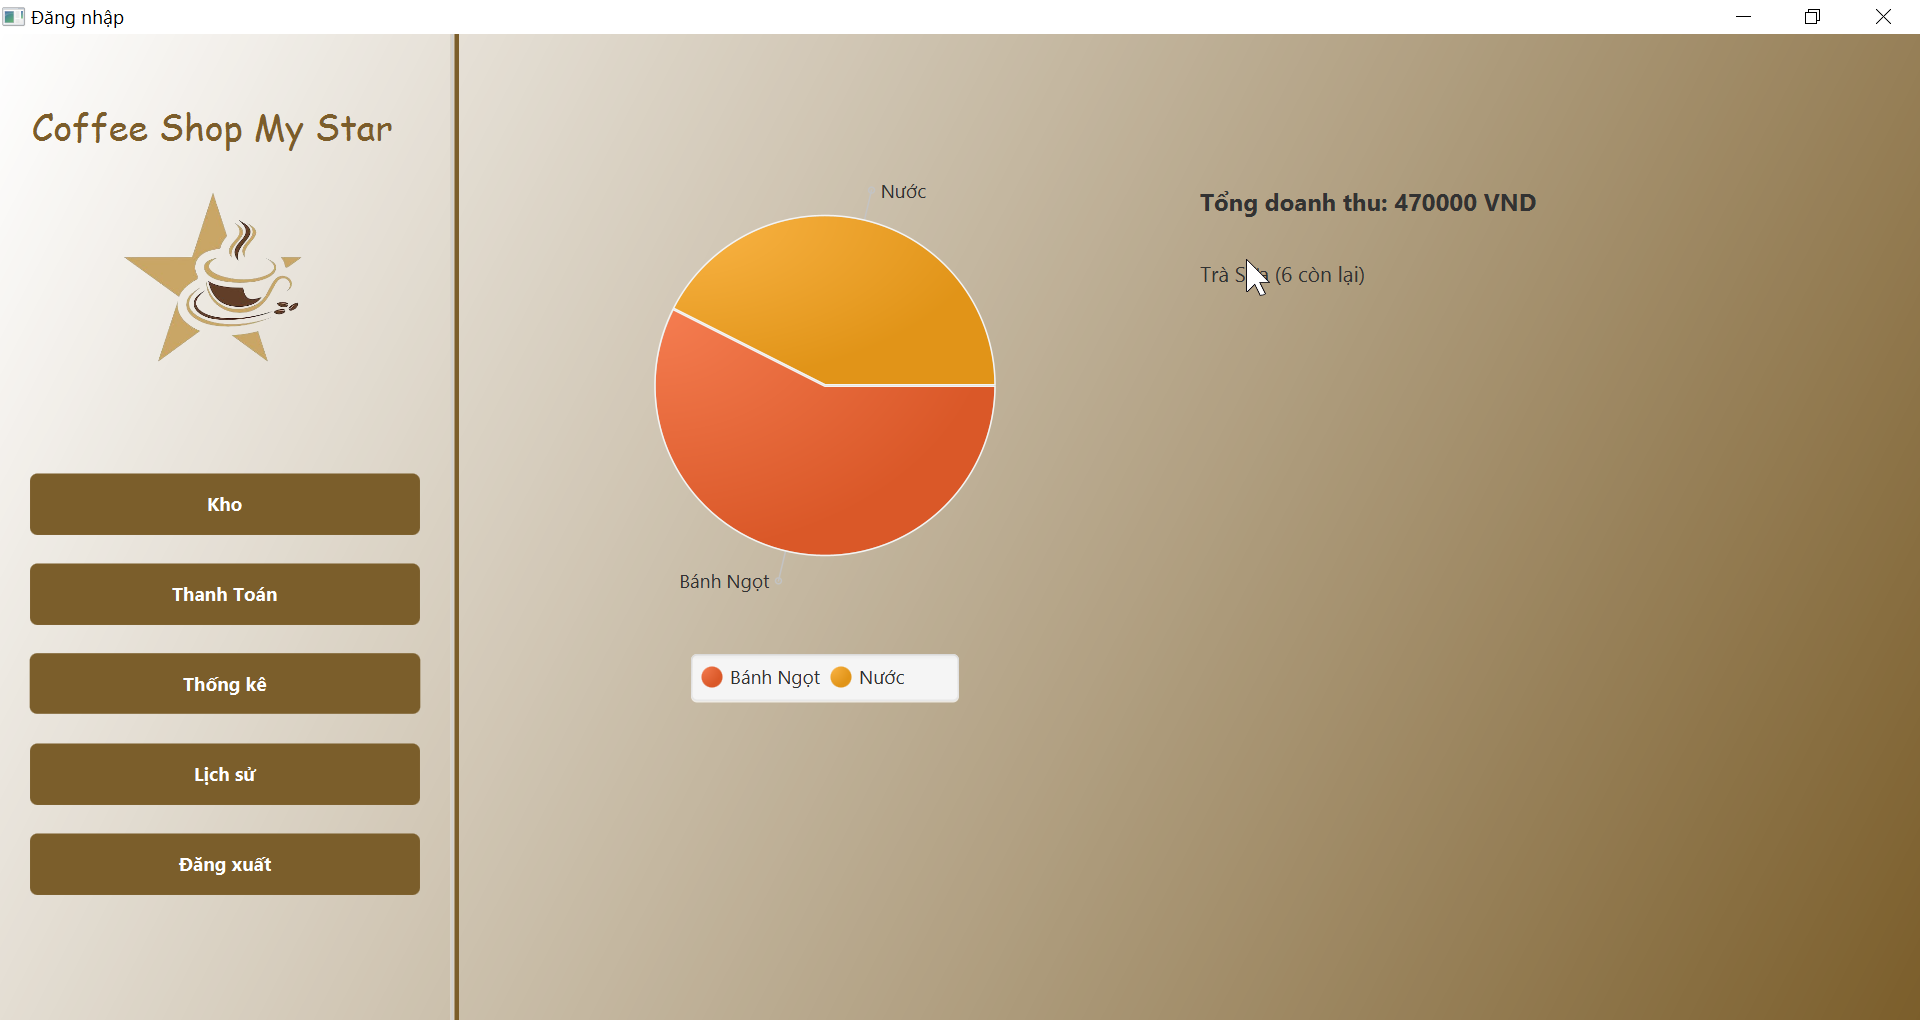 Đăng nhập
Coffee Shop My Star
Kho
Thanh Toán
Thống kê
Lịch sử
Đăng xuất
Nước
Bánh Ngọt
Bánh Ngọt Nước
Tổng doanh thu: 470000 VND
Trà (6 còn lại)